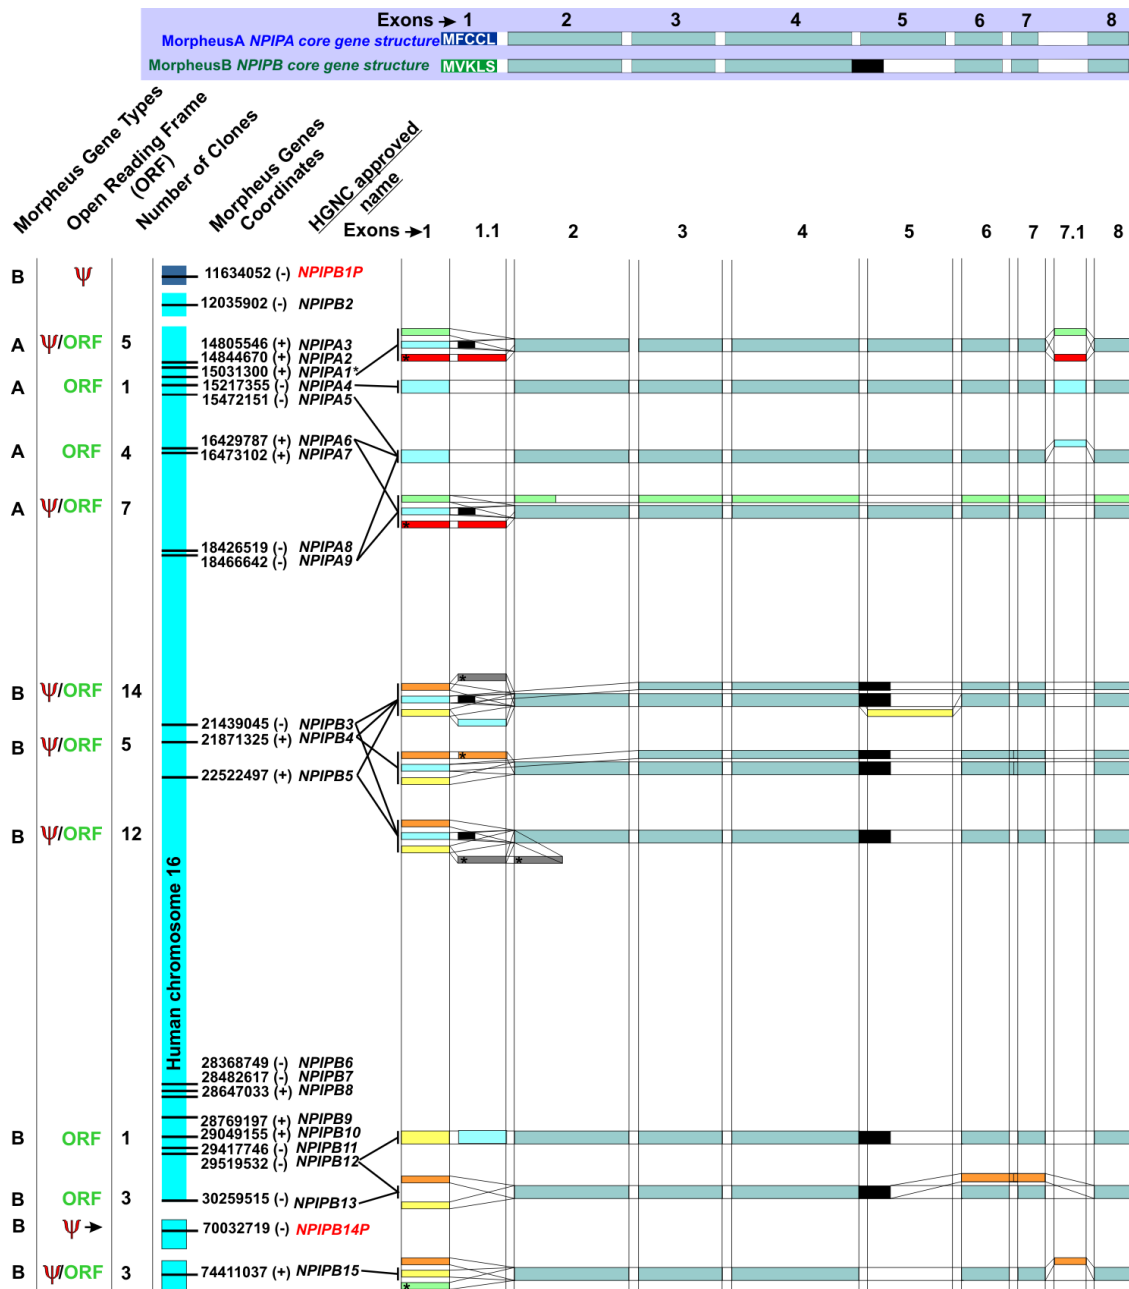 Exons → 1 2 3 4 5 6 7 8
MorpheusA NPIPA core gene structure MFCCL
MorpheusB NPIPB core gene structure MVKLS
Morpheus Gene Types
Open Reading Frame
(ORF)
Number of Clones
Morpheus Genes
Coordinates
HGNC approved
name
Exons → 1 1.1 2 3 4 5 6 7 7.1 8
B Ψ 11634052 (-) NPIPB1P
12035902 (-) NPIPB2
A Ψ/ORF 5 14805546 (+) NPIPA3
14844670 (+) NPIPA2
*
15031300 (+) NPIPA1*
A ORF 1 15217355 (-) NPIPA4
15472151 (-) NPIPA5
16429787 (+) NPIPA6
A ORF 4 16473102 (+) NPIPA7
A Ψ/ORF 7
*
18426519 (-) NPIPA8
18466642 (-) NPIPA9
*
B Ψ/ORF 14
21439045 (-) NPIPB3
21871325 (+) NPIPB4
B Ψ/ORF 5 *
22522497 (+) NPIPB5
B Ψ/ORF 12
* *
Human chromosome 16
28368749 (-) NPIPB6
28482617 (-) NPIPB7
28647033 (+) NPIPB8
28769197 (+) NPIPB9
B ORF 1 29049155 (+) NPIPB10
29417746 (-) NPIPB11
29519532 (-) NPIPB12
B ORF 3 30259515 (-) NPIPB13
B Ψ → 70032719 (-) NPIPB14P
B Ψ/ORF 3 74411037 (+) NPIPB15
*